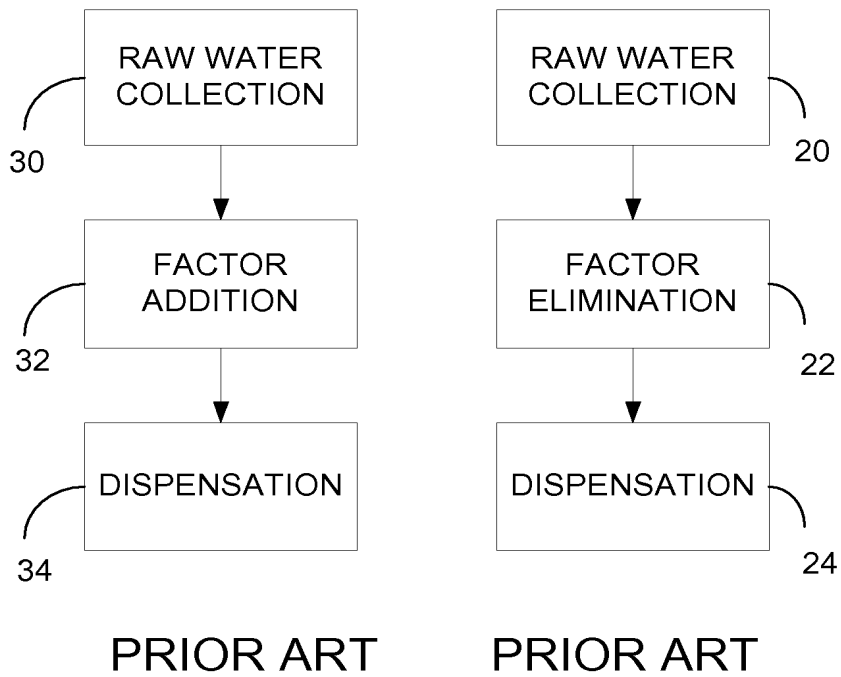 RAW WATER
COLLECTION
30
FACTOR
ADDITION
32
DISPENSATION
34
PRIOR ART
RAW WATER
COLLECTION
20
FACTOR
ELIMINATION
22
DISPENSATION
24
PRIOR ART